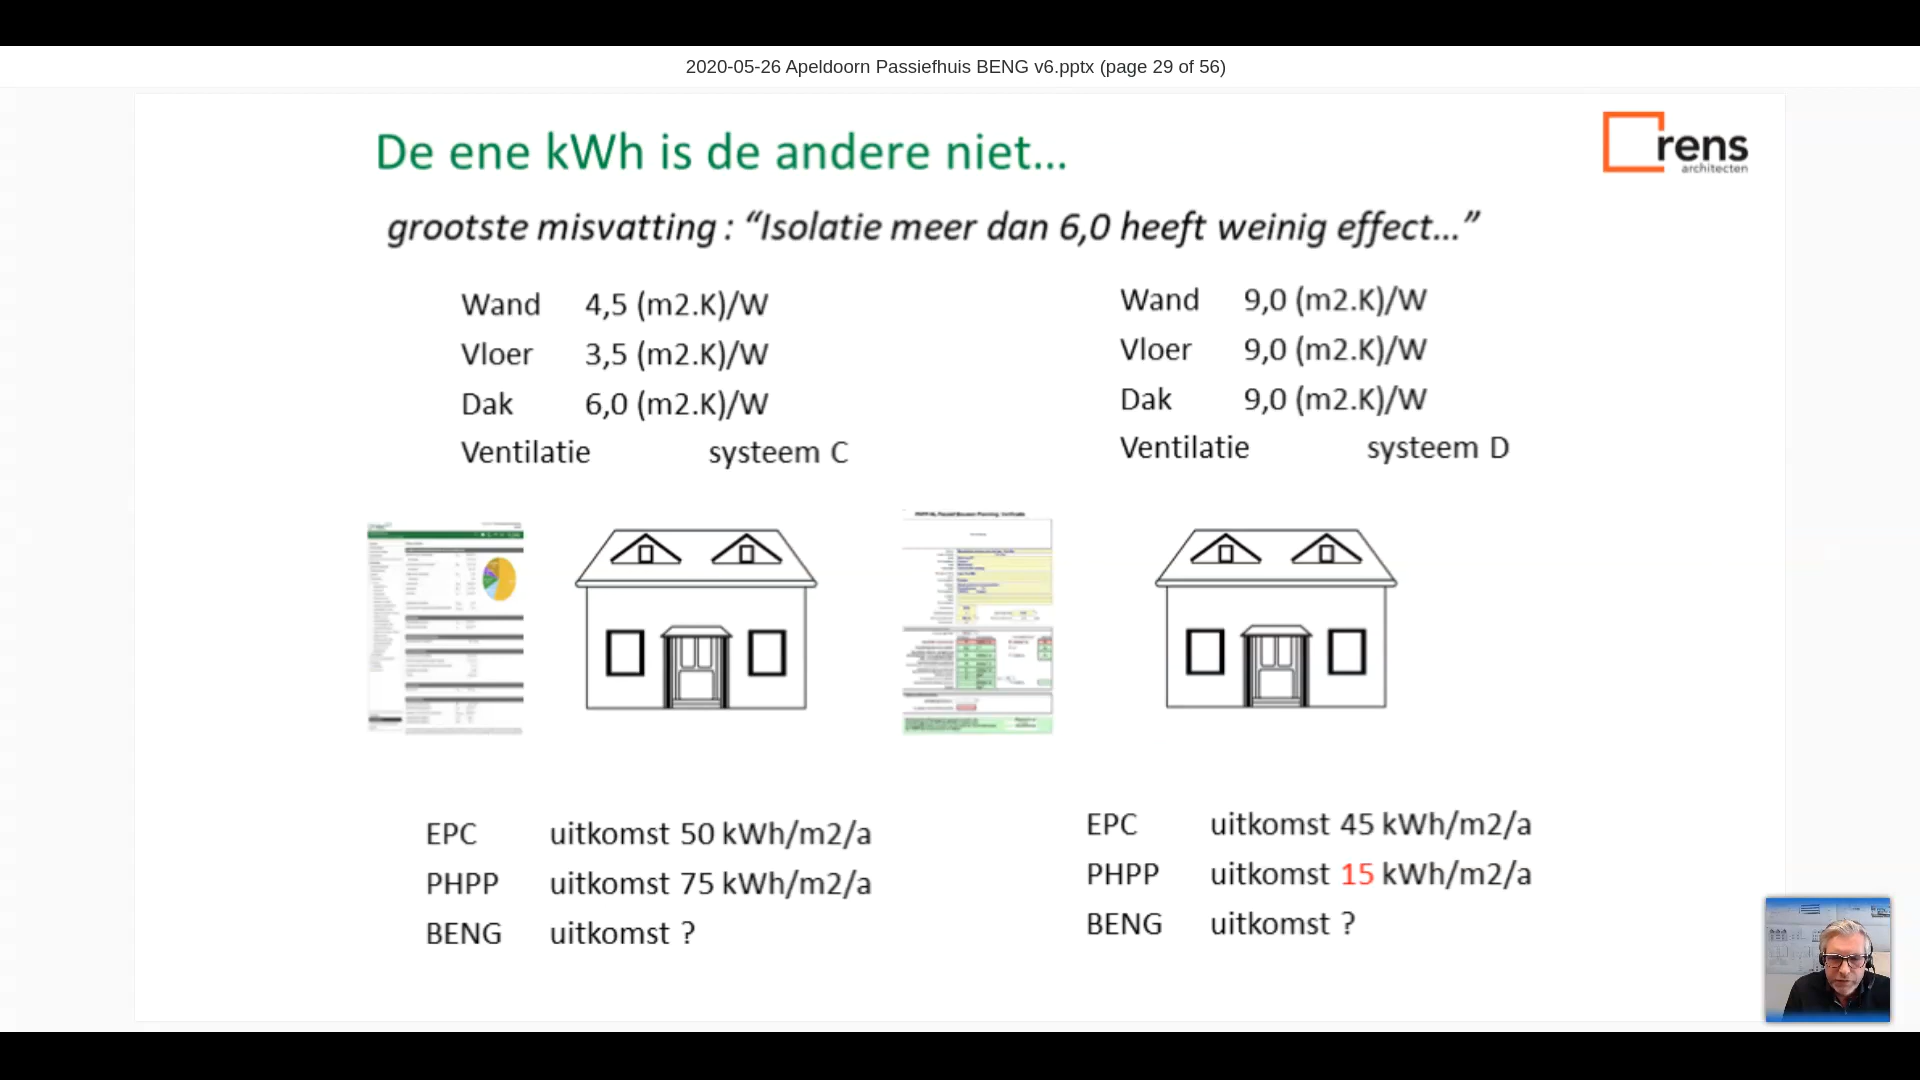 2020-05-26 Apeldoorn Passiefhuis BENG v6.pptx (page 29 of 56)
De ene kWh is de andere niet...
rens
architecten
grootste misvatting : “Isolatie meer dan 6,0 heeft weinig effect...”
Wand 4,5 (m2.K)/W
Vloer 3,5 (m2.K)/W
Dak 6,0 (m2.K)/W
Ventilatie systeem C
Wand 9,0 (m2.K)/W
Vloer 9,0 (m2.K)/W
Dak 9,0 (m2.K)/W
Ventilatie systeem D
EPC uitkomst 50 kWh/m2/a
PHPP uitkomst 75 kWh/m2/a
BENG uitkomst ?
EPC uitkomst 45 kWh/m2/a
PHPP uitkomst 15 kWh/m2/a
BENG uitkomst ?